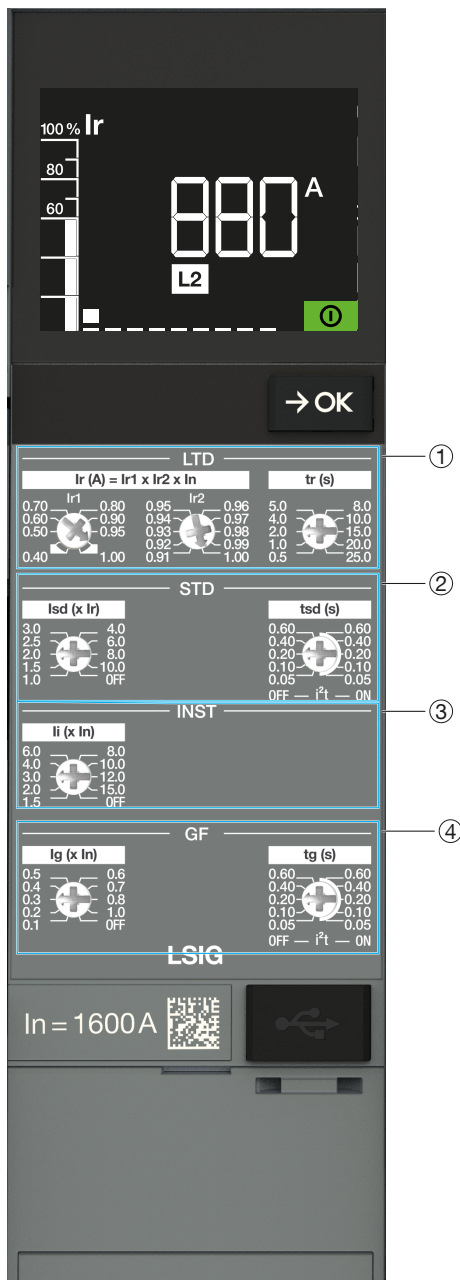 100 % Ir
80
60
880 A
L2
→ OK
LTD
1
Ir (A) = Ir1 x Ir2 x In
tr (s)
Ir1
Ir2
0.70 0.80 0.95 0.96 5.0 8.0
0.60 0.90 0.94 0.97 4.0 10.0
0.50 0.95 0.93 0.98 2.0 15.0
0.92 0.99 1.0 20.0
0.40 1.00 0.91 1.00 0.5 25.0
STD
2
Isd (x Ir)
tsd (s)
3.0 4.0 0.60 0.60
2.5 6.0 0.40 0.40
2.0 8.0 0.20 0.20
1.5 10.0 0.10 0.10
1.0 OFF 0.05 0.05
OFF — i²t — ON
INST
3
Ii (x In)
6.0 8.0
4.0 10.0
3.0 12.0
2.0 15.0
1.5 OFF
GF
4
Ig (x In)
tg (s)
0.5 0.6 0.60 0.60
0.4 0.7 0.40 0.40
0.3 0.8 0.20 0.20
0.2 1.0 0.10 0.10
0.1 OFF 0.05 0.05
OFF — i²t — ON
LSIG
In = 1600 A